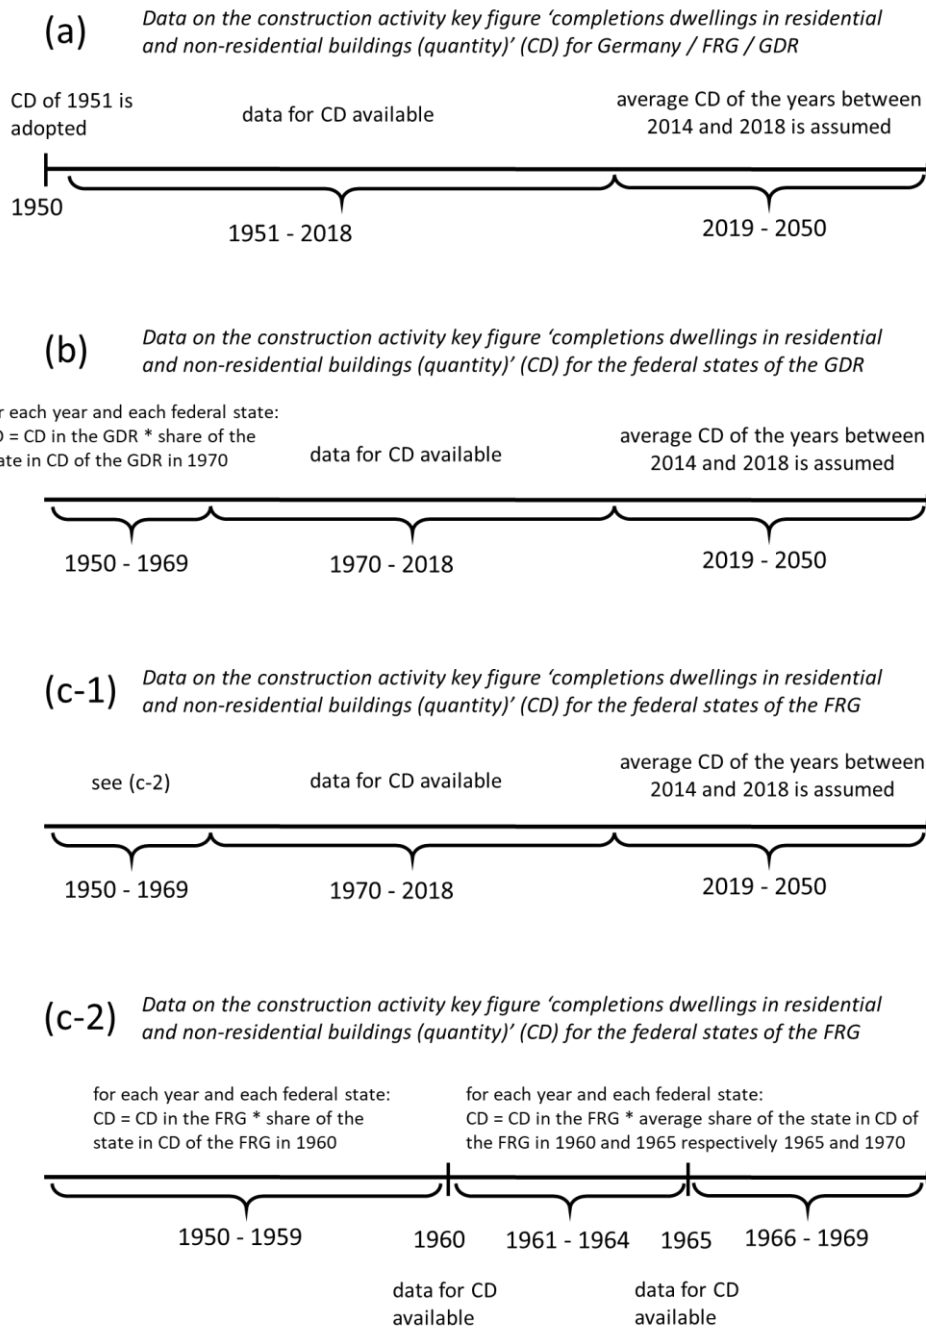 (a)
Data on the construction activity key figure ‘completions dwellings in residential
and non-residential buildings (quantity)’ (CD) for Germany / FRG / GDR
CD of 1951 is
adopted
data for CD available
average CD of the years between
2014 and 2018 is assumed
1950
1951 - 2018
2019 - 2050
(b)
Data on the construction activity key figure ‘completions dwellings in residential
and non-residential buildings (quantity)’ (CD) for the federal states of the GDR
each year and each federal state:
= CD in the GDR * share of the
in CD of the GDR in 1970
data for CD available
average CD of the years between
2014 and 2018 is assumed
1950 - 1969
1970 - 2018
2019 - 2050
(c-1)
Data on the construction activity key figure ‘completions dwellings in residential
and non-residential buildings (quantity)’ (CD) for the federal states of the FRG
see (c-2)
data for CD available
average CD of the years between
2014 and 2018 is assumed
1950 - 1969
1970 - 2018
2019 - 2050
(c-2)
Data on the construction activity key figure ‘completions dwellings in residential
and non-residential buildings (quantity)’ (CD) for the federal states of the FRG
for each year and each federal state:
CD = CD in the FRG * share of the
state in CD of the FRG in 1960
for each year and each federal state:
CD = CD in the FRG * average share of the state in CD of
the FRG in 1960 and 1965 respectively 1965 and 1970
1950 - 1959
1960
1961 - 1964
1965
1966 - 1969
data for CD
available
data for CD
available